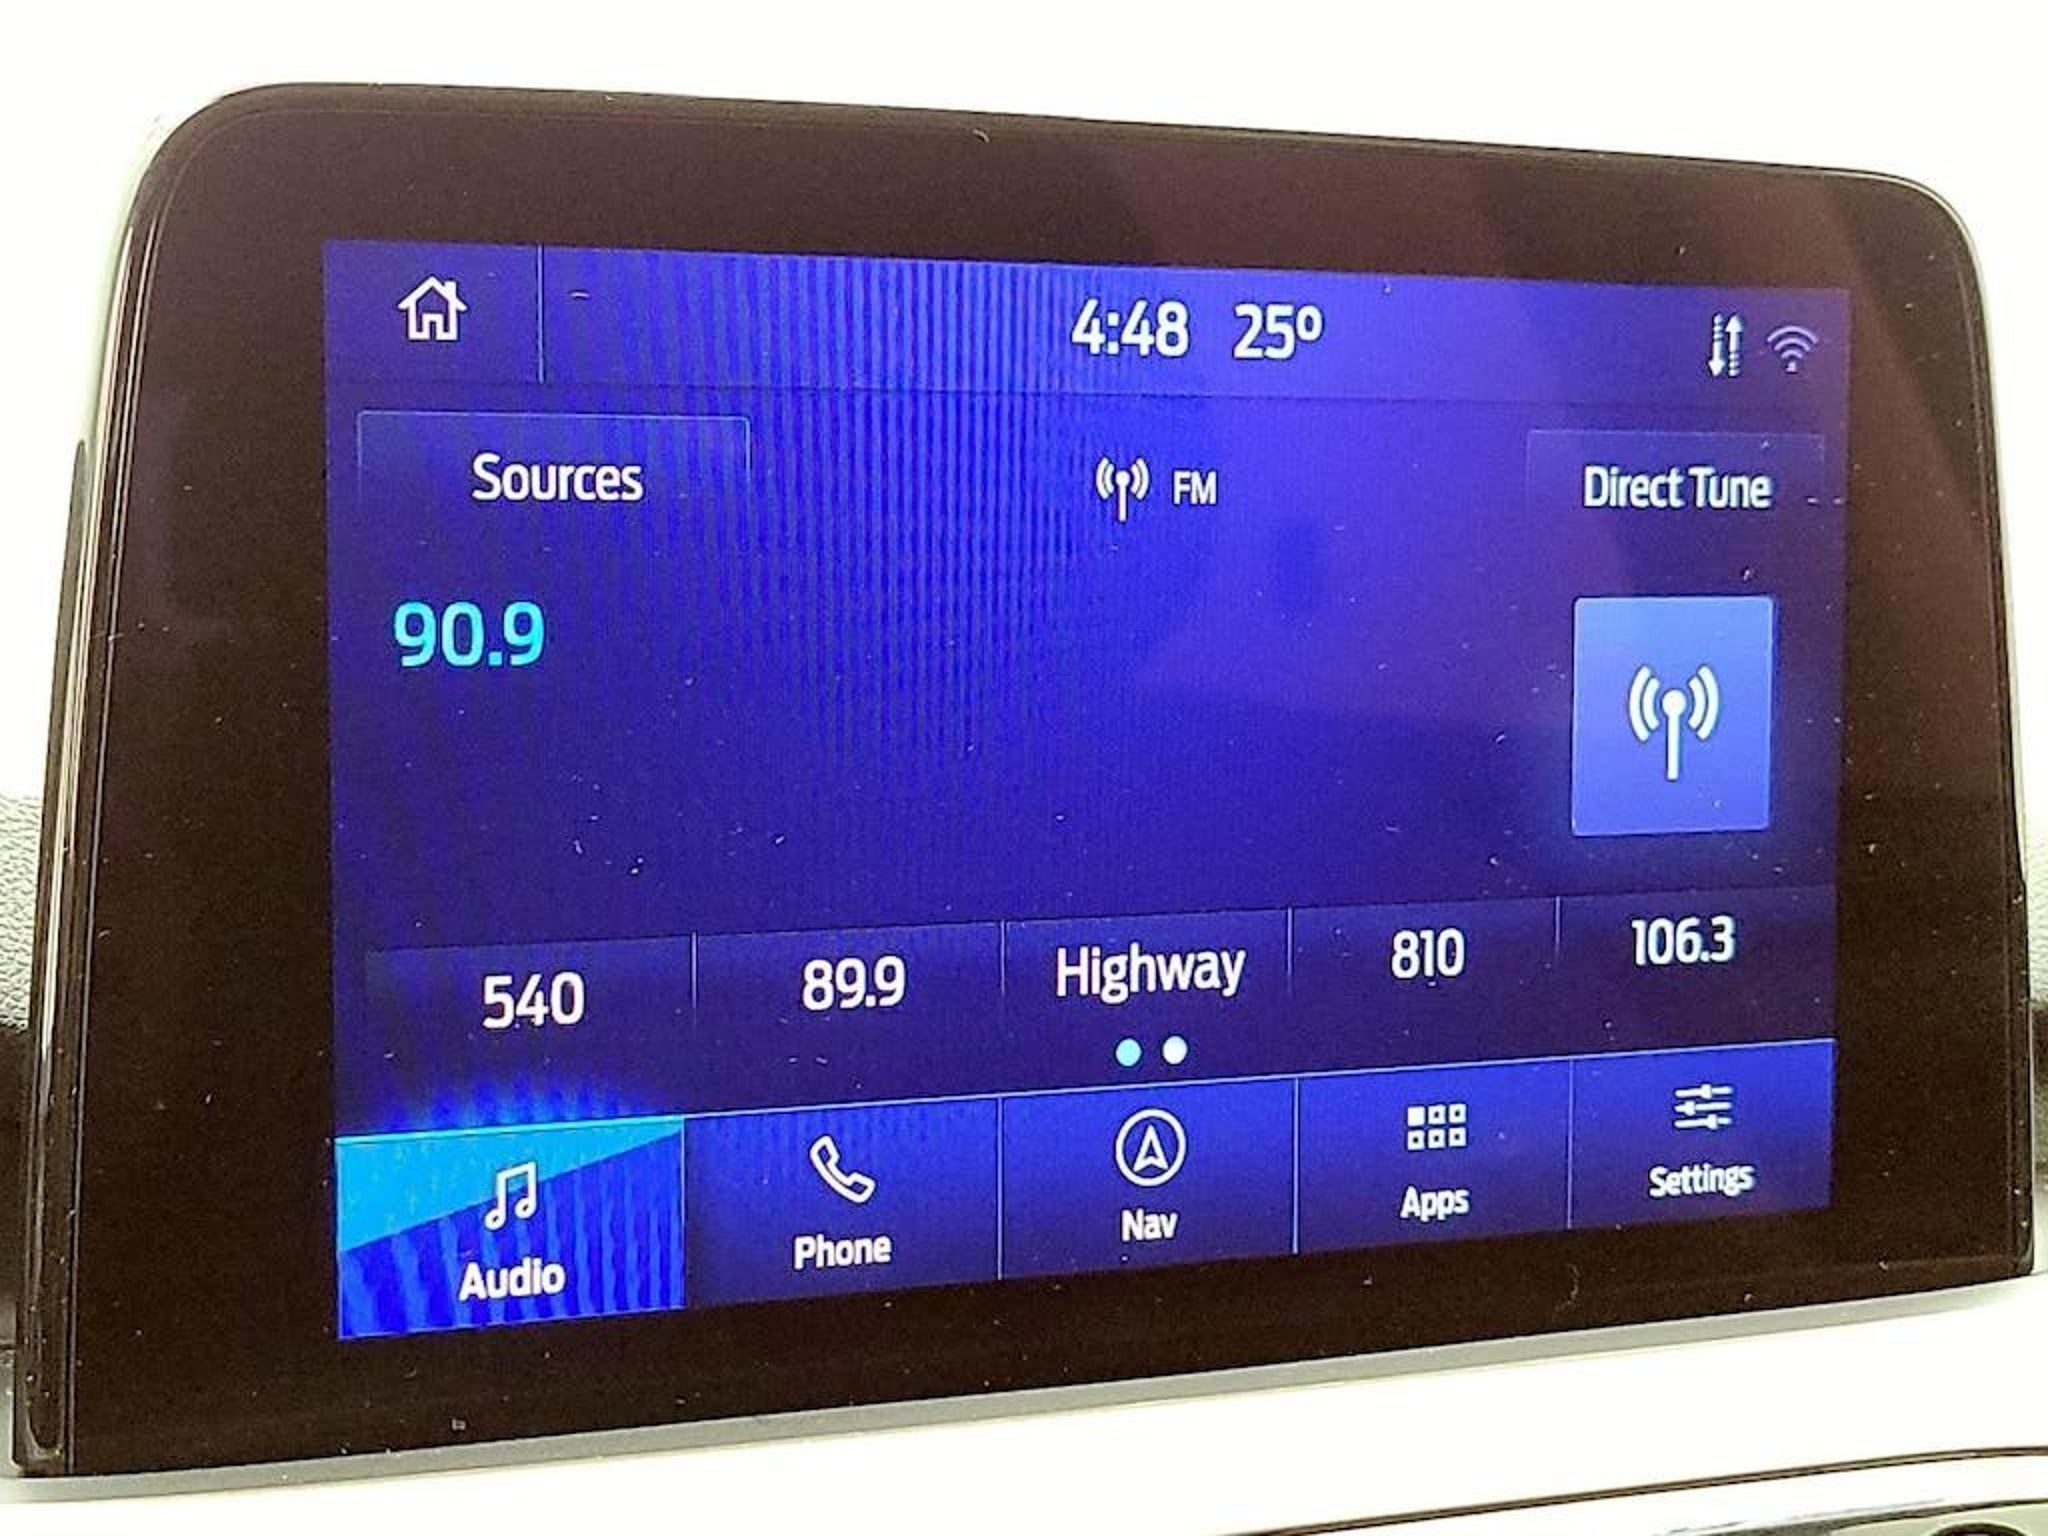 4:48 25º
Sources
FM
Direct Tune
90.9
540
89.9
Highway
810
106.3
Audio
Phone
Nav
Apps
Settings